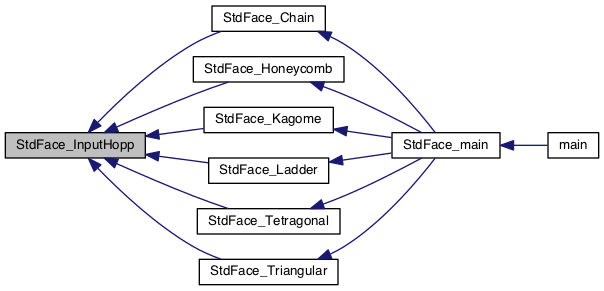 StdFace_Chain
StdFace_Honeycomb
StdFace_Kagome
StdFace_InputHopp
StdFace_main
main
StdFace_Ladder
StdFace_Tetragonal
StdFace_Triangular